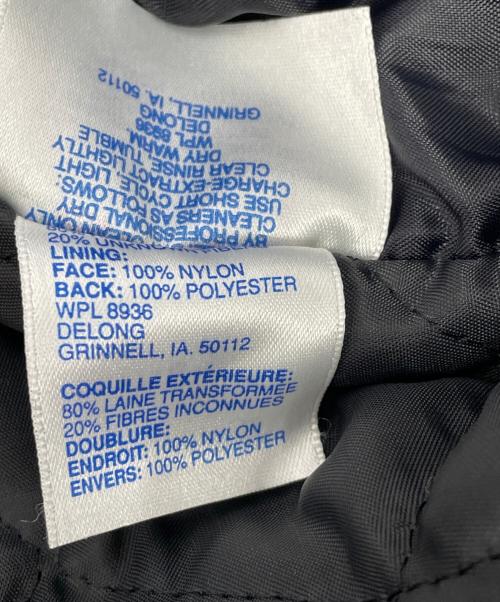 BY PROFESSIONAL DRY
CLEANERS AS FOLLOWS:
USE SHORT CYCLE, LIGHT
CHARGE-EXTRACT LIGHTLY
CLEAR RINSE, TUMBLE
DRY WARM.
WPL 8936
DELONG
GRINNELL, IA. 50112
20%
LINING:
FACE: 100% NYLON
BACK: 100% POLYESTER
WPL 8936
DELONG
GRINNELL, IA. 50112
COQUILLE EXTÉRIEURE:
80% LAINE TRANSFORMÉE
20% FIBRES INCONNUES
DOUBLURE:
ENDROIT: 100% NYLON
ENVERS: 100% POLYESTER